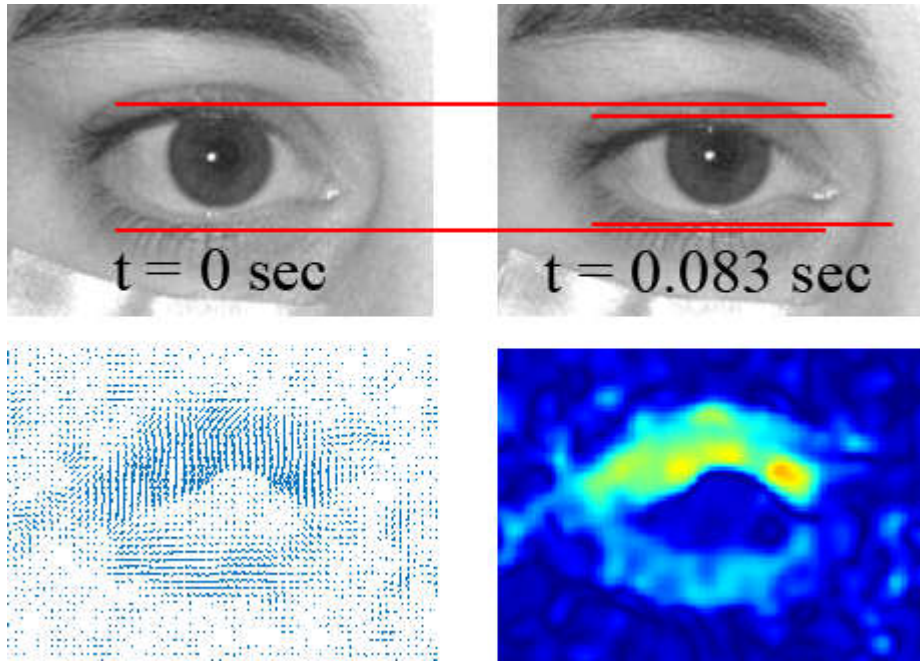 t = 0 sec
t = 0.083 sec